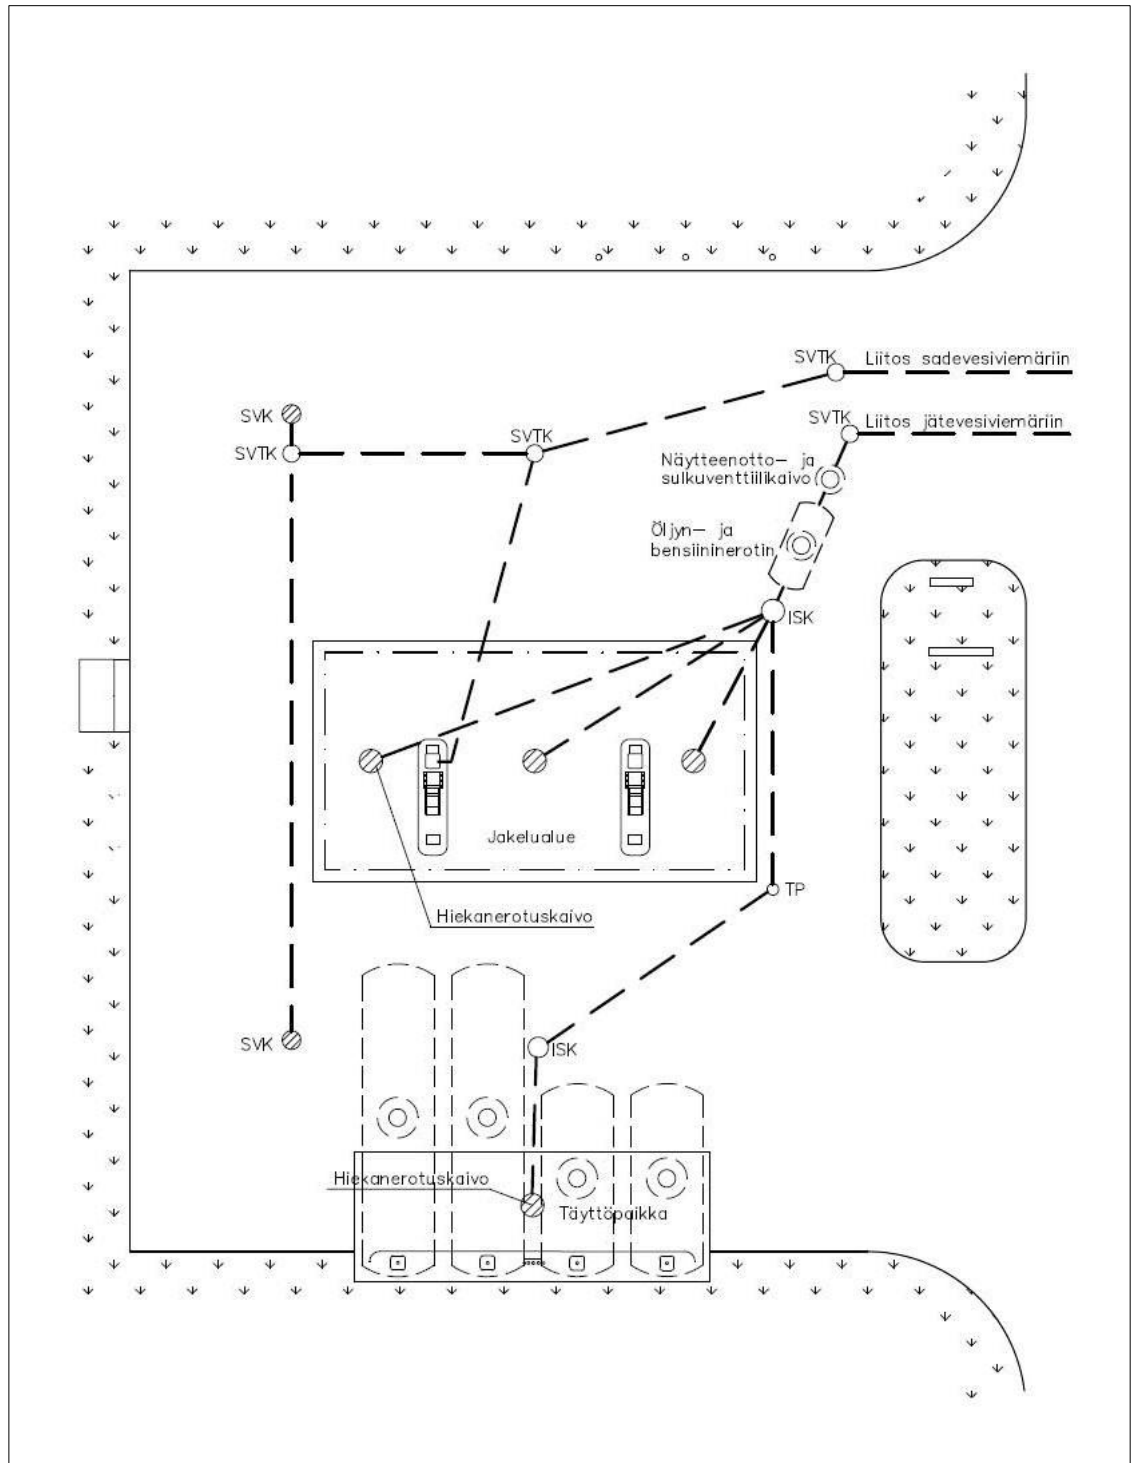 SVTK
Liitos sadevesiviemäriin
SVK
SVTK
SVTK
SVTK
Liitos jätevesiviemäriin
Näytteenotto— ja
sulkuventtiilikaivo
Öljyn— ja
bensiininerotin
ISK
Jakelualue
TP
Hiekanerotuskaivo
SVK
ISK
Hiekanerotuskaivo
Täyttöpaikka